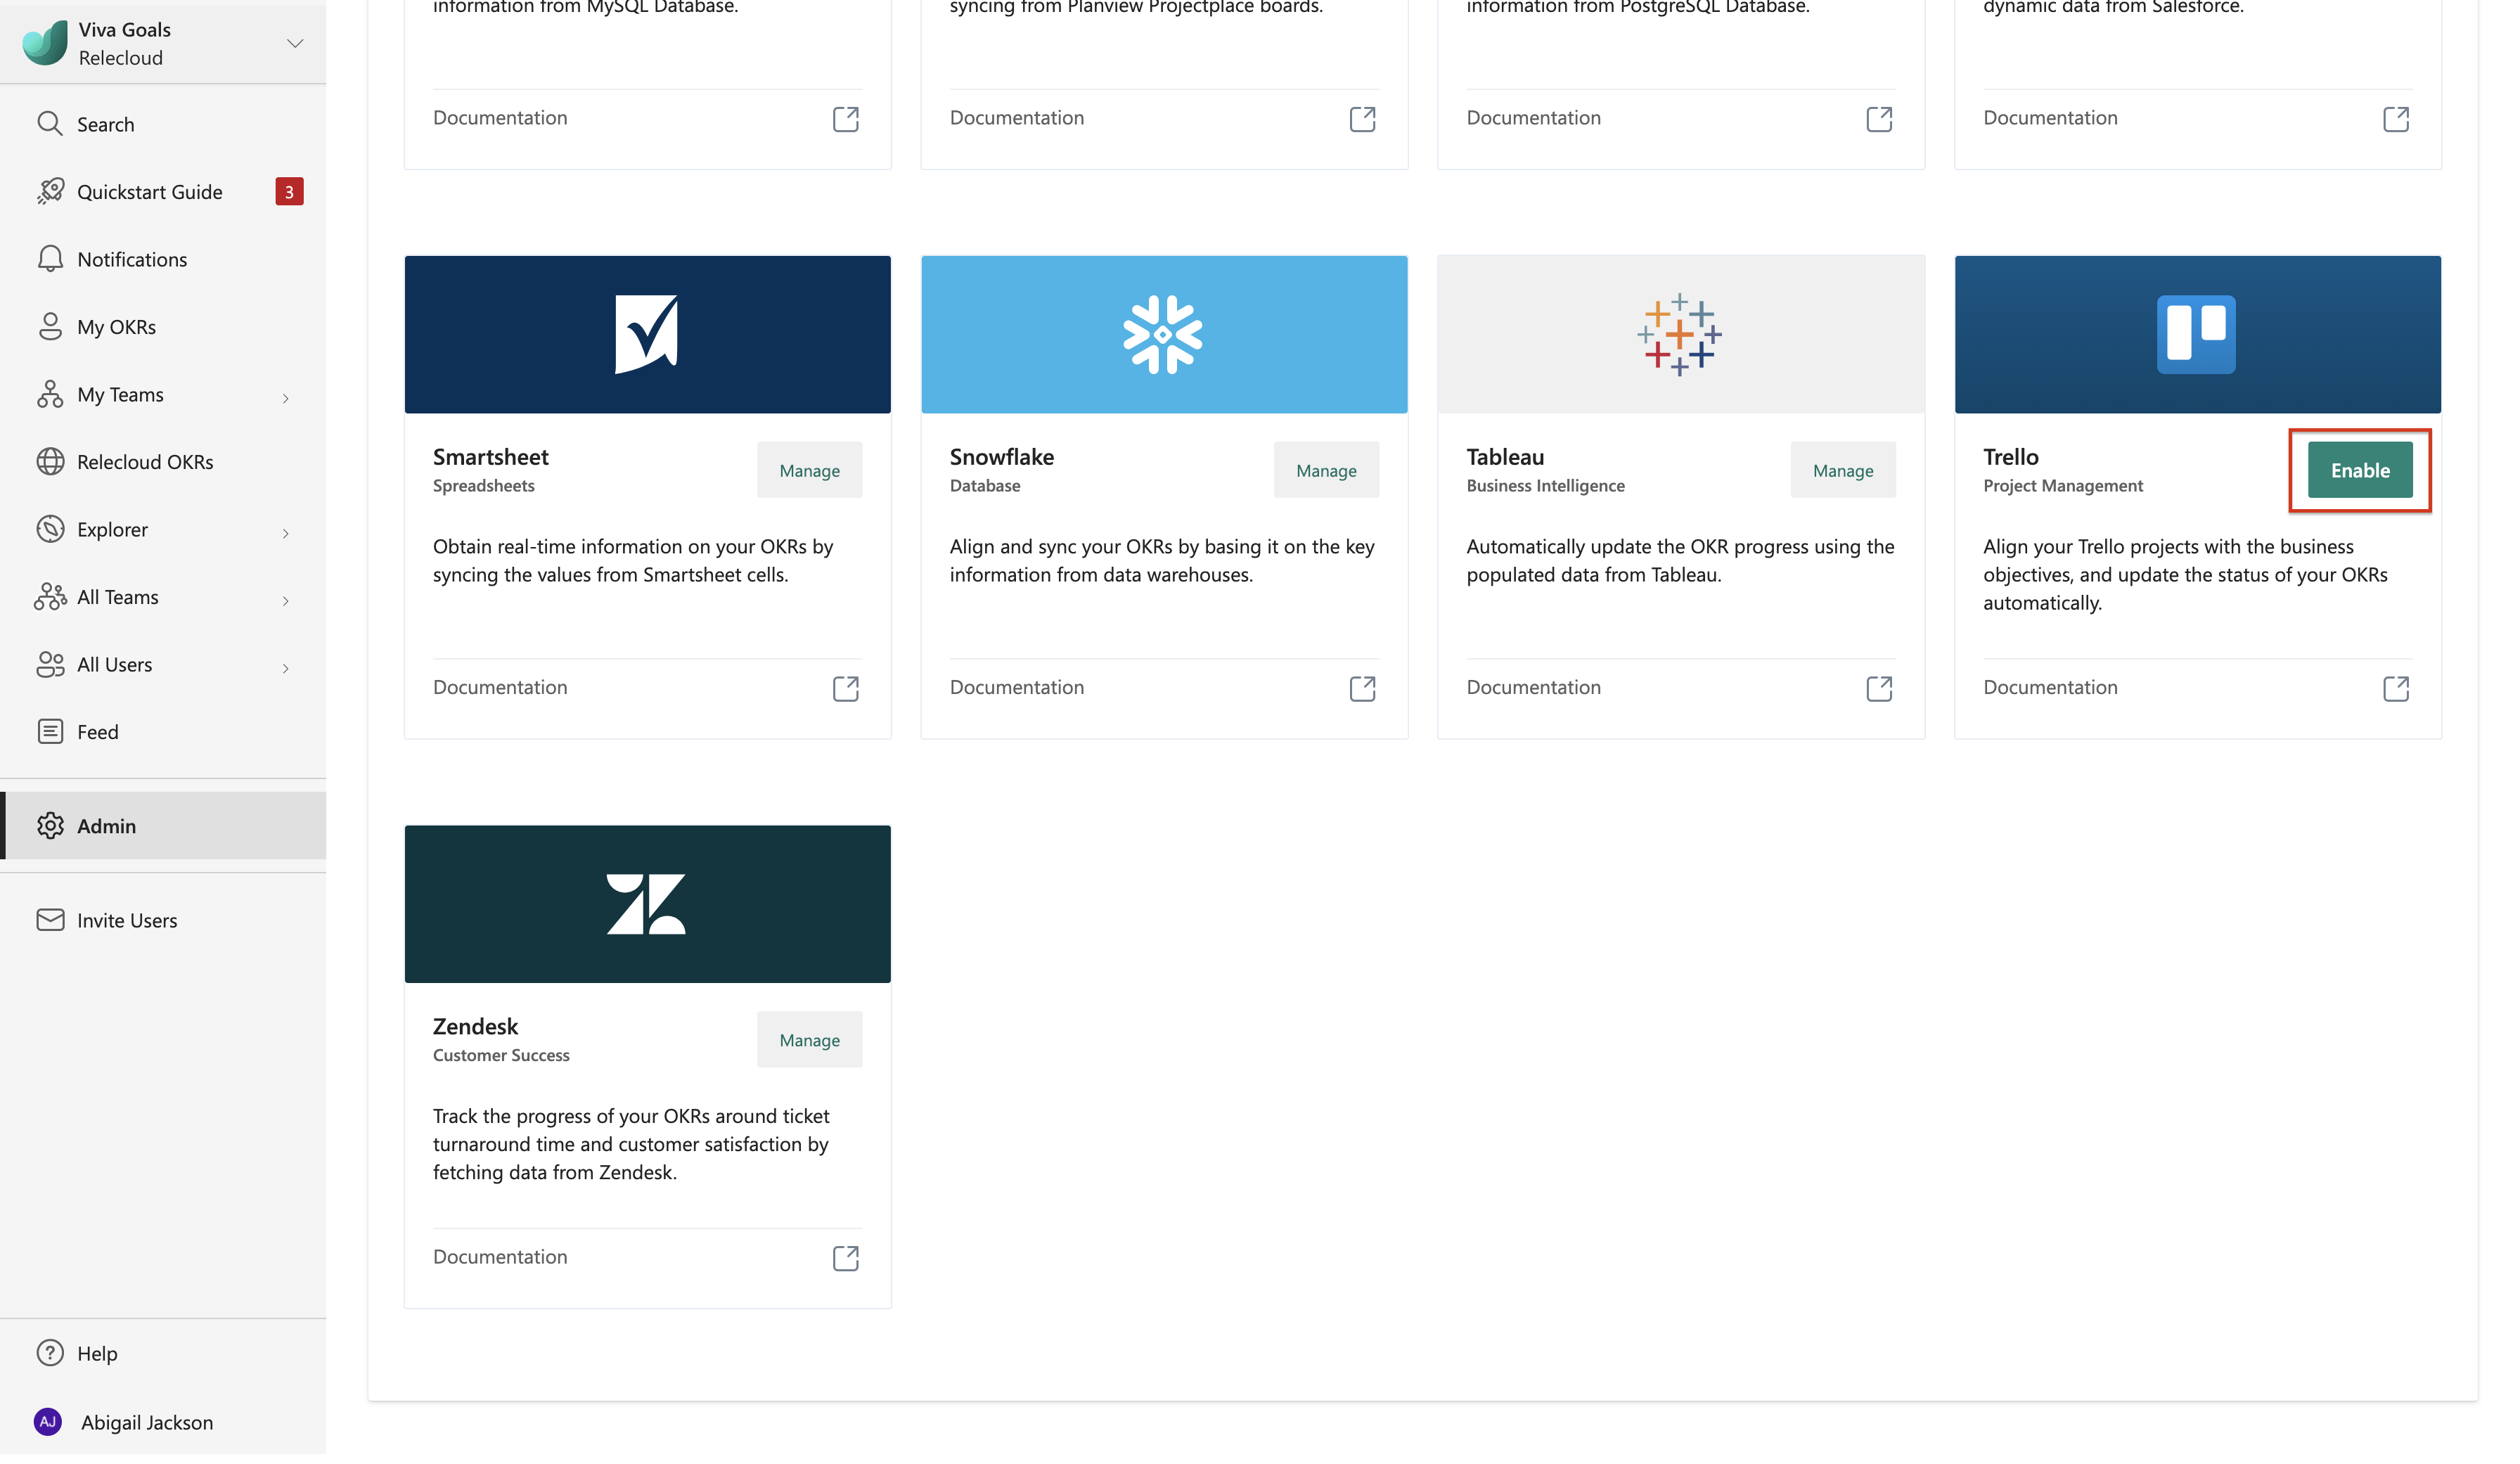 Viva Goals
Relecloud
Search
Quickstart Guide
3
Notifications
My OKRs
My Teams
Relecloud OKRs
Explorer
All Teams
All Users
Feed
Admin
Invite Users
Help
AJ
Abigail Jackson
information from MySQL Database.
Documentation
syncing from Planview Projectplace boards.
Documentation
information from PostgreSQL Database.
Documentation
dynamic data from Salesforce.
Documentation
Smartsheet
Spreadsheets
Manage
Obtain real-time information on your OKRs by
syncing the values from Smartsheet cells.
Documentation
Snowflake
Database
Manage
Align and sync your OKRs by basing it on the key
information from data warehouses.
Documentation
Tableau
Business Intelligence
Manage
Automatically update the OKR progress using the
populated data from Tableau.
Documentation
Trello
Project Management
Enable
Align your Trello projects with the business
objectives, and update the status of your OKRs
automatically.
Documentation
Zendesk
Customer Success
Manage
Track the progress of your OKRs around ticket
turnaround time and customer satisfaction by
fetching data from Zendesk.
Documentation